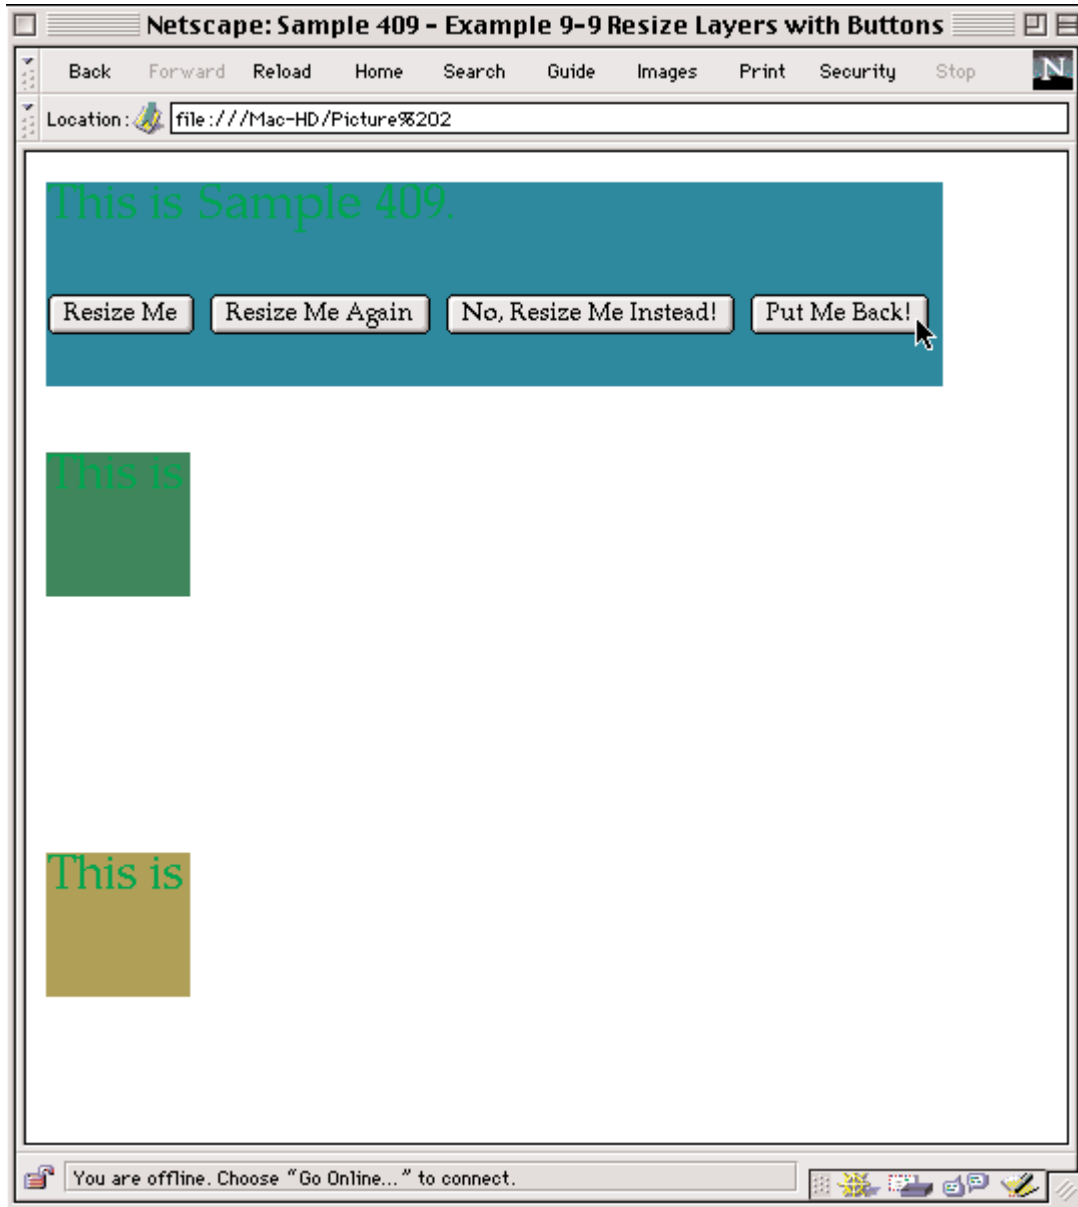 Netscape: Sample 409 - Example 9-9 Resize Layers with Buttons
Back Forward Reload Home Search Guide Images Print Security Stop N
Location: file:///Mac-HD/Picture%202
This is Sample 409.
Resize Me Resize Me Again No, Resize Me Instead! Put Me Back!
This is
This is
You are offline. Choose "Go Online..." to connect.